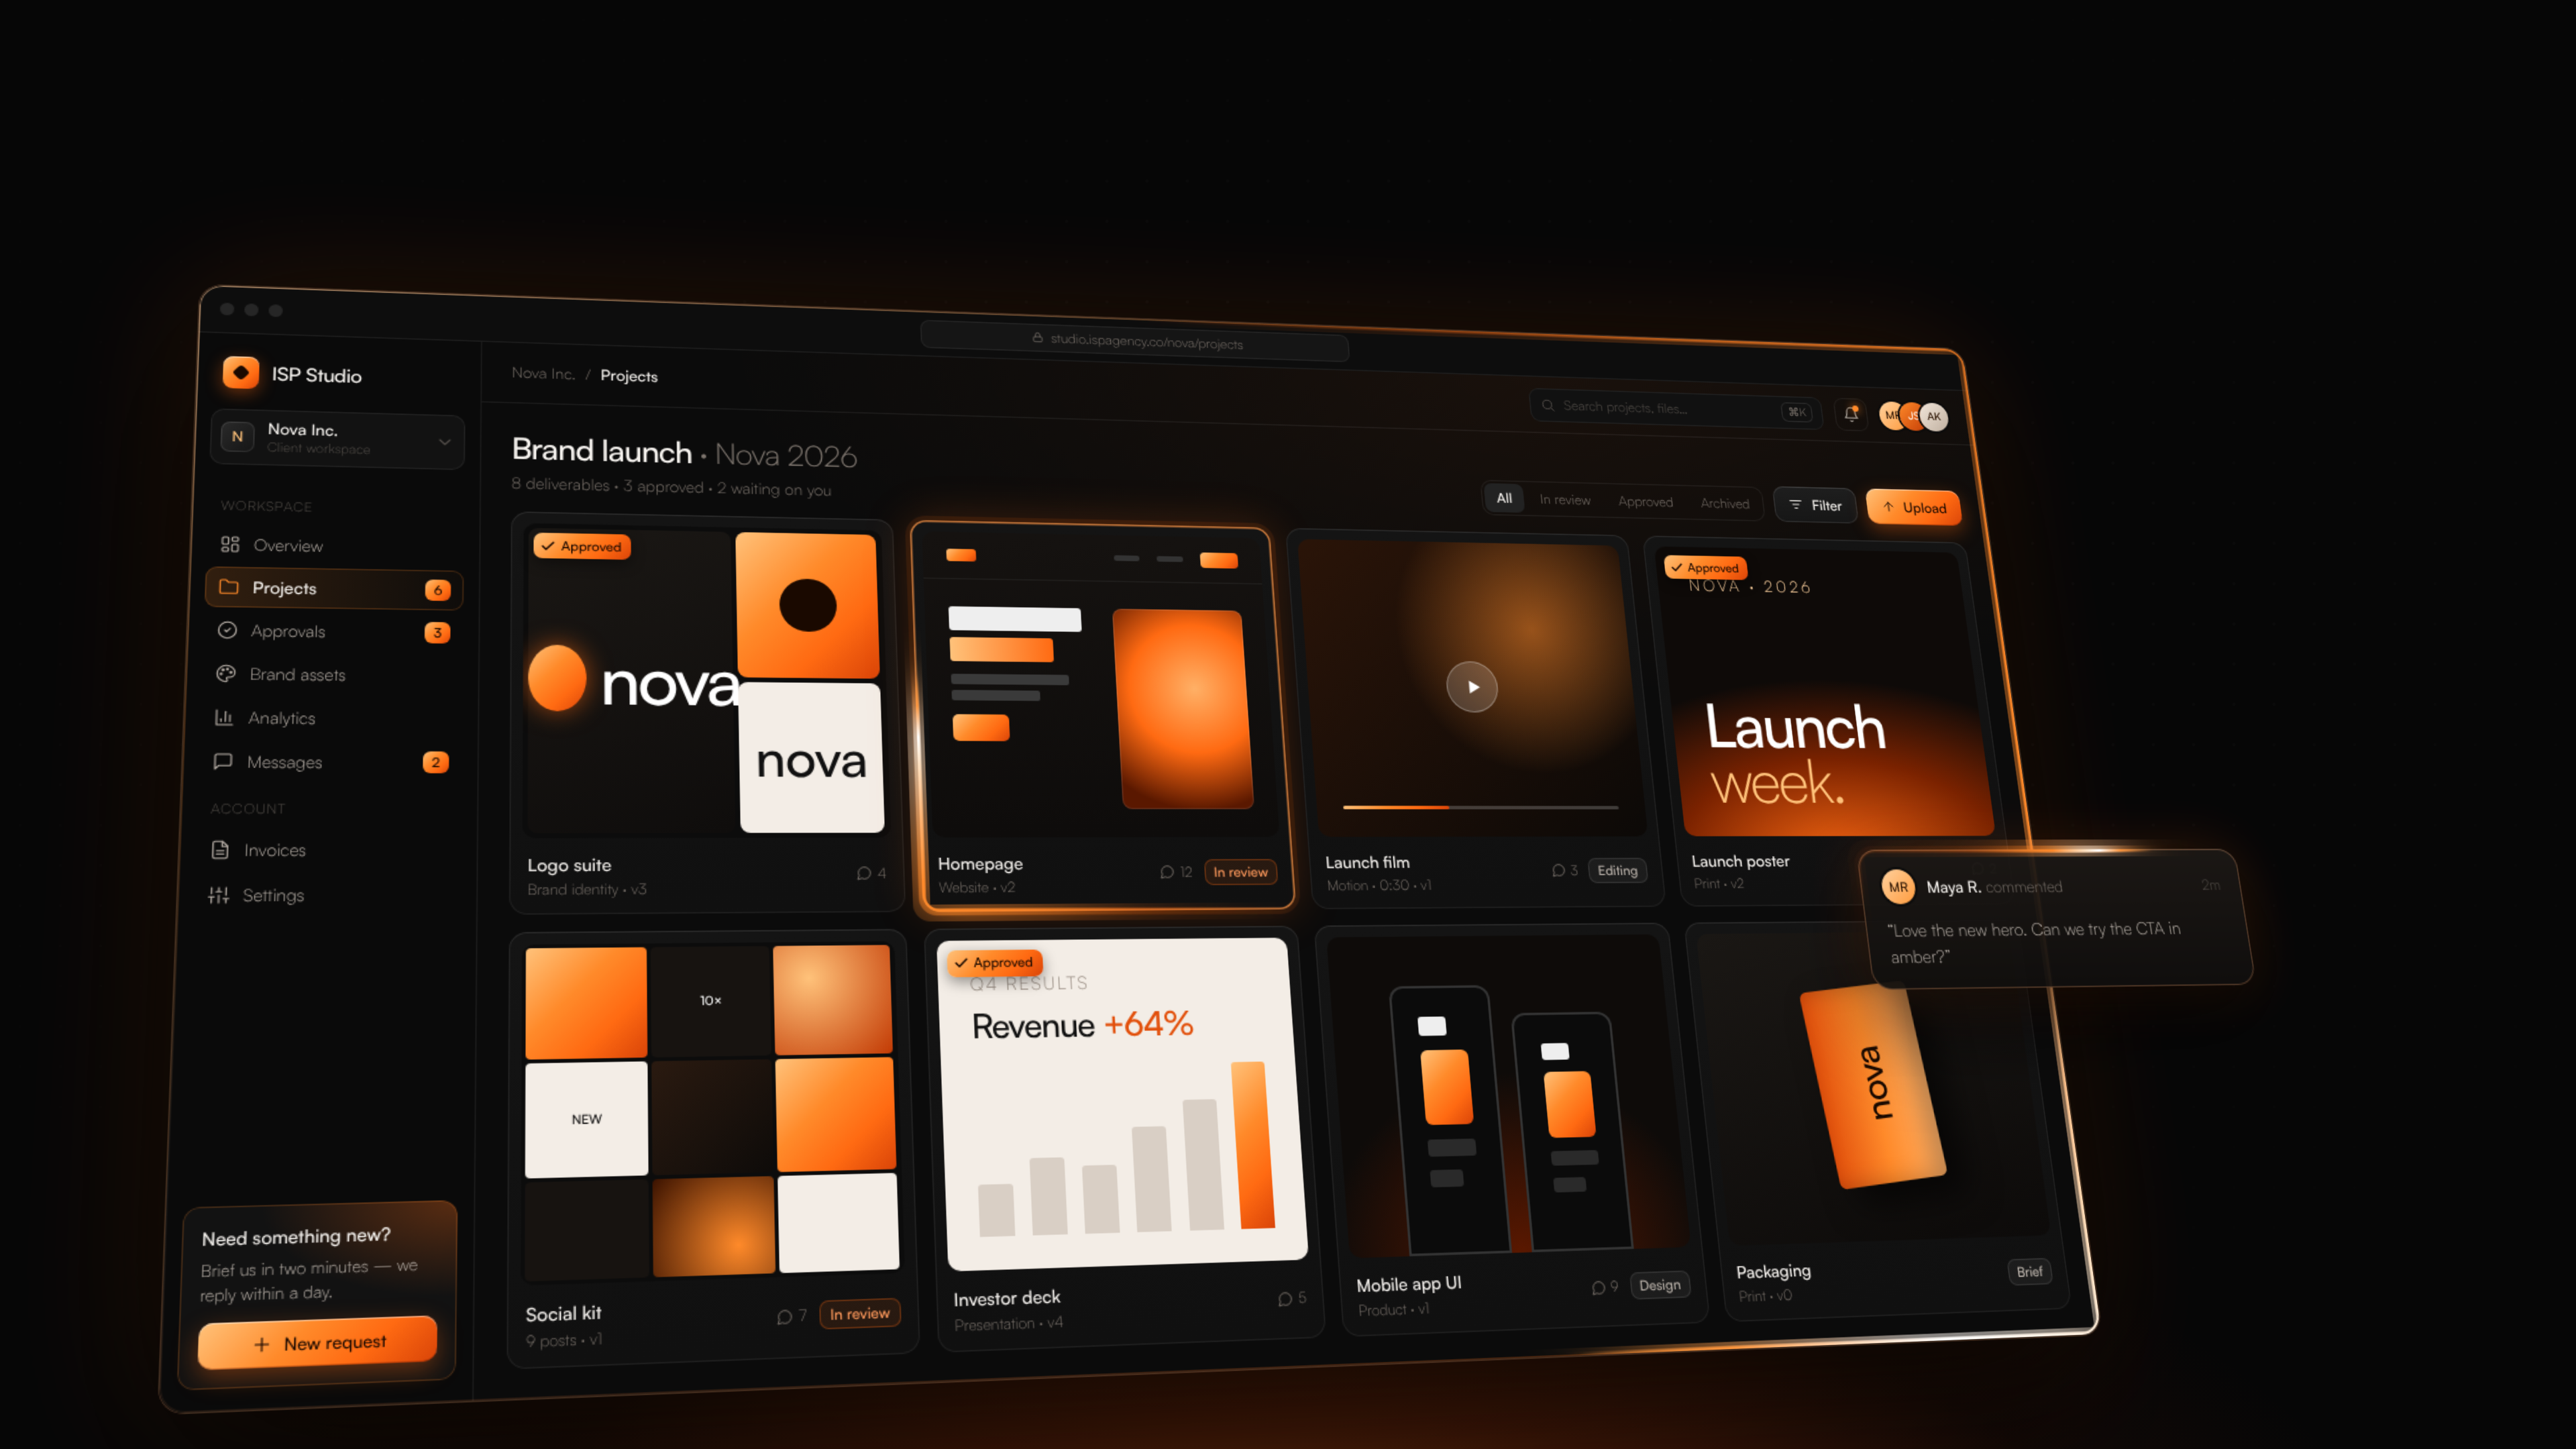 studio.ispagency.co/nova/projects
ISP Studio
N
Nova Inc.
Client workspace
WORKSPACE
Overview
Projects 6
Approvals 3
Brand assets
Analytics
Messages 2
ACCOUNT
Invoices
Settings
Need something new?
Brief us in two minutes — we
reply within a day.
+ New request
Nova Inc. / Projects
Search projects, files...
⌘K
JS
AK
Brand launch · Nova 2026
8 deliverables • 3 approved • 2 waiting on you
All In review Approved Archived
Filter
Upload
Approved
nova
nova
Logo suite
Brand identity • v3
4
Homepage
Website • v2
12
In review
Launch film
Motion • 0:30 • v1
3
Editing
Approved
NOVA • 2026
Launch
week.
Launch poster
Print • v2
MR
Maya R. commented
2m
“Love the new hero. Can we try the CTA in
amber?”
10×
NEW
Social kit
9 posts • v1
7
In review
Approved
Q4 RESULTS
Revenue +64%
Investor deck
Presentation • v4
5
Mobile app UI
Product • v1
9
Design
nova
Packaging
Print • v0
Brief